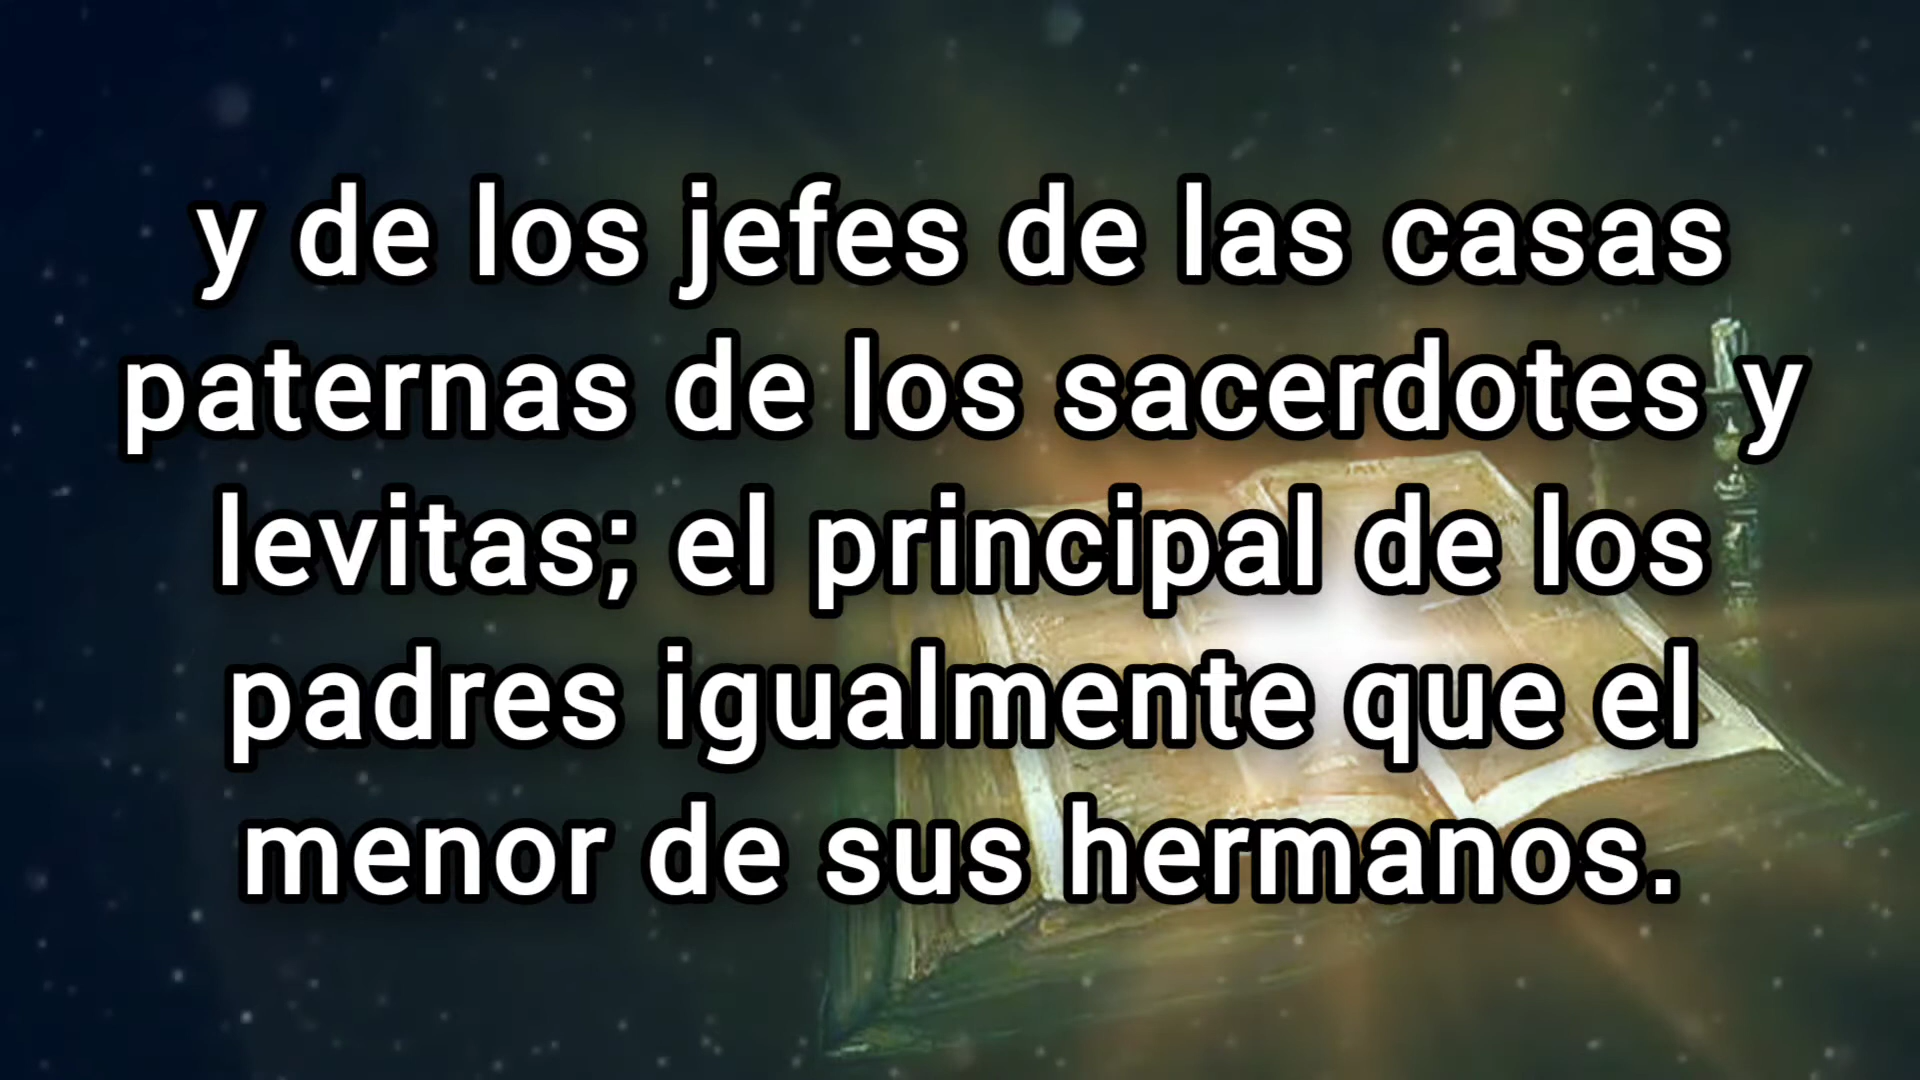 y de los jefes de las casas
paternas de los sacerdotes y
levitas; el principal de los
padres igualmente que el
menor de sus hermanos.